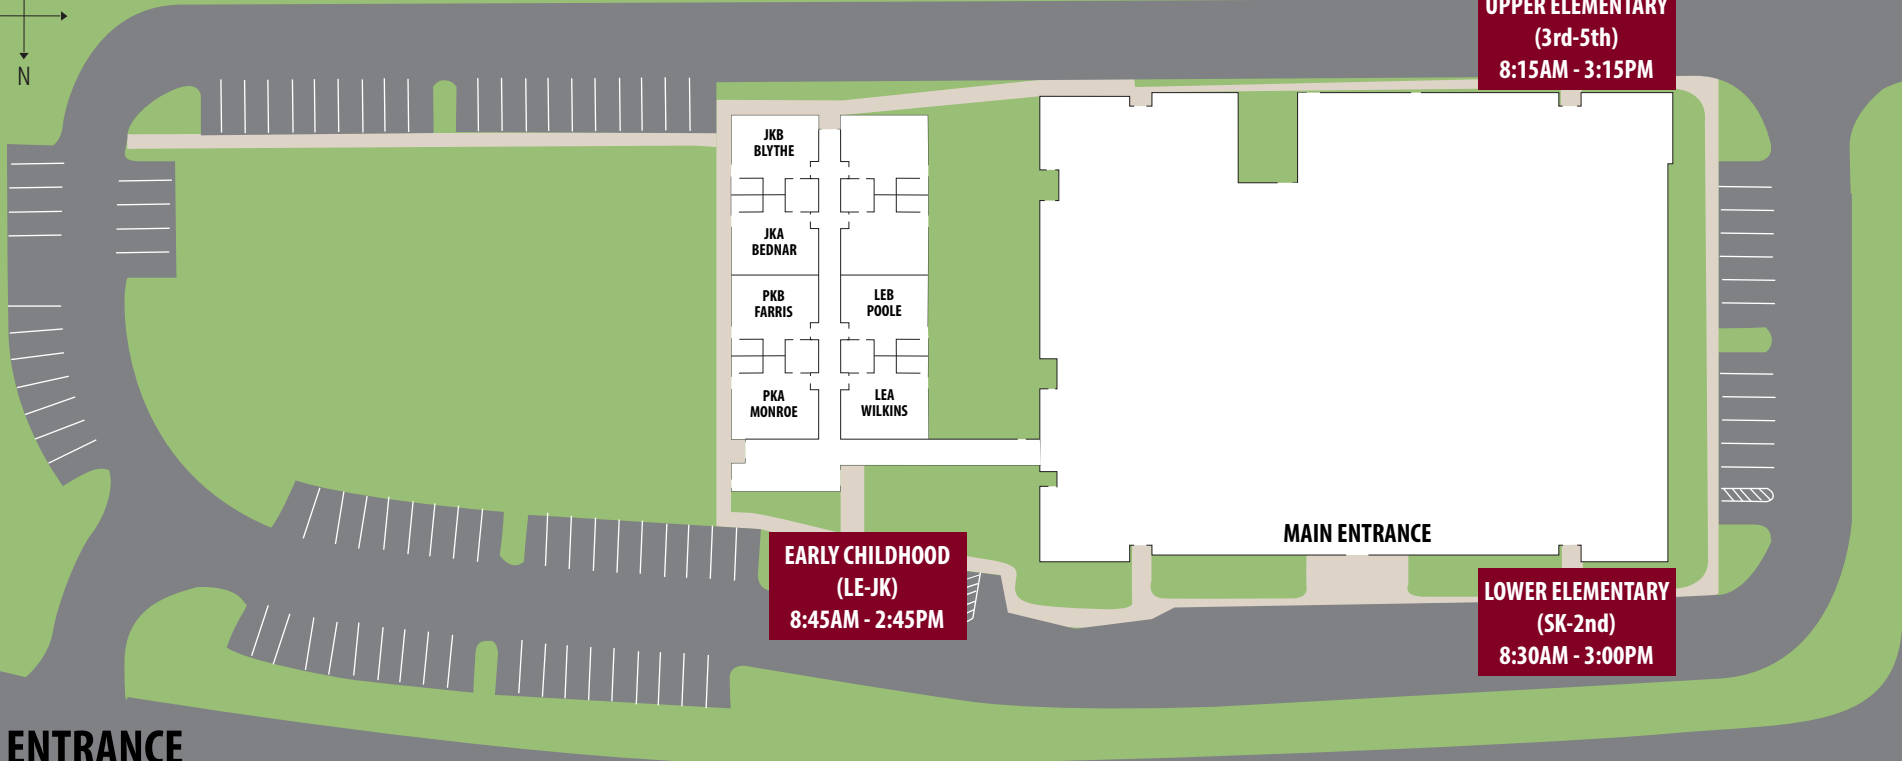 N
UPPER ELEMENTARY
(3rd-5th)
8:15AM - 3:15PM
JKB
BLYTHE
JKA
BEDNAR
PKB
FARRIS
LEB
POOLE
PKA
MONROE
LEA
WILKINS
MAIN ENTRANCE
EARLY CHILDHOOD
(LE-JK)
8:45AM - 2:45PM
LOWER ELEMENTARY
(SK-2nd)
8:30AM - 3:00PM
ENTRANCE